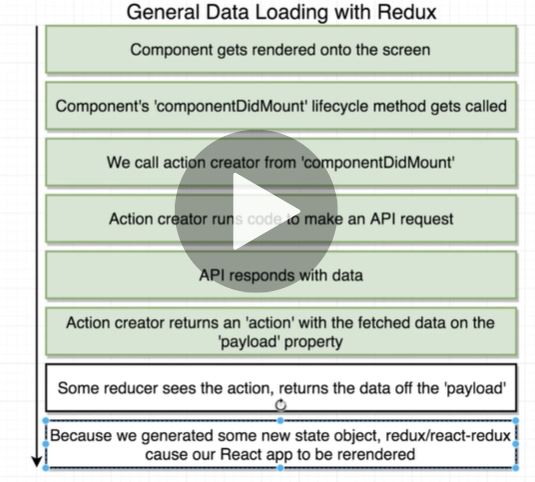 General Data Loading with Redux
Component gets rendered onto the screen
Component's 'componentDidMount' lifecycle method gets called
We call action creator from 'componentDidMount'
Action creator runs code to make an API request
API responds with data
Action creator returns an 'action' with the fetched data on the
'payload' property
Some reducer sees the action, returns the data off the 'payload'
Because we generated some new state object, redux/react-redux
cause our React app to be rerendered